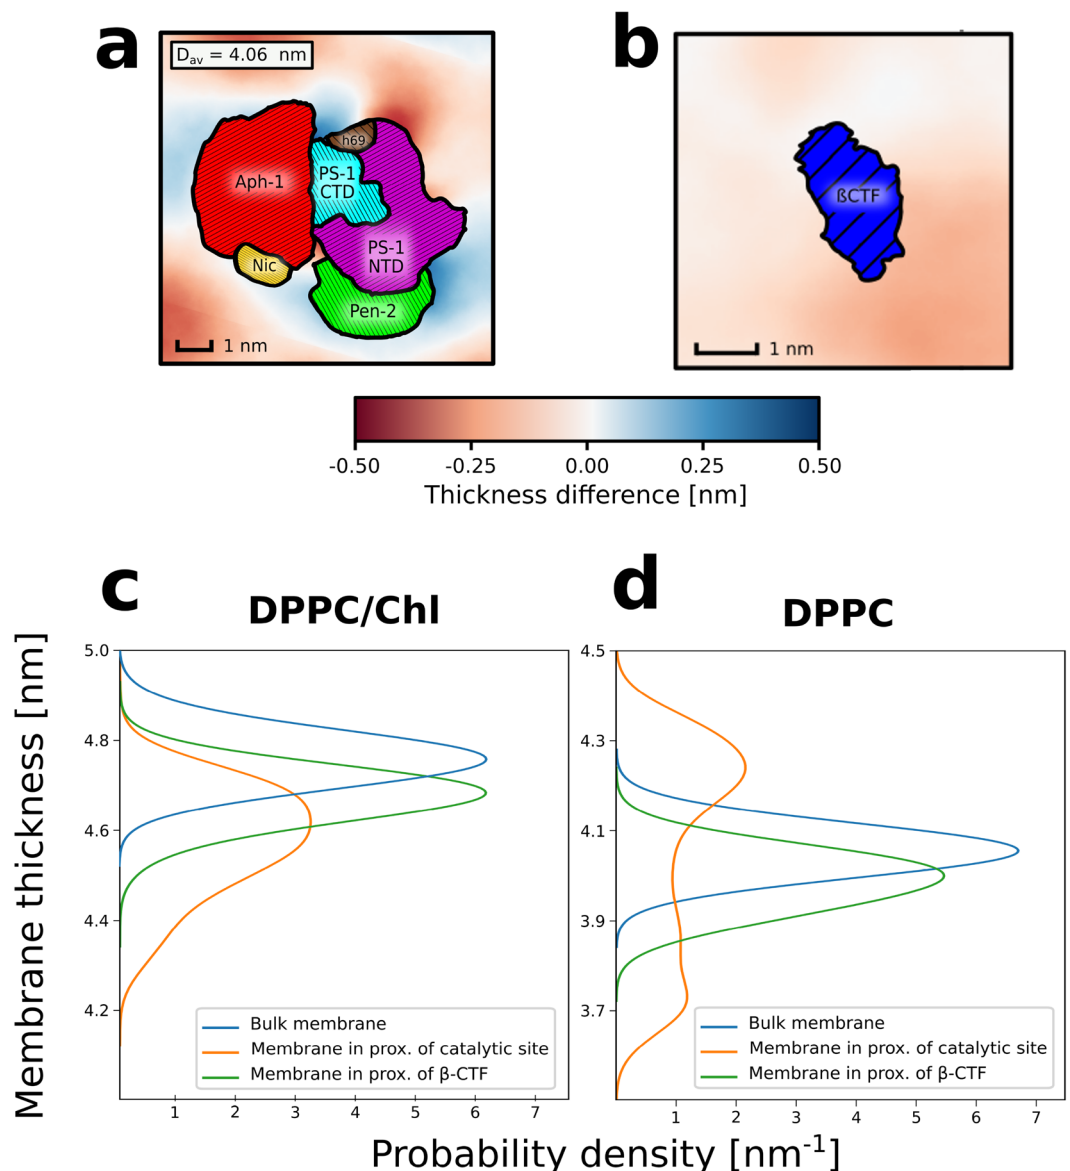 a
D_av = 4.06 nm
h69
Aph-1
PS-1
CTD
Nic
PS-1
NTD
Pen-2
1 nm
b
ßCTF
1 nm
-0.50 -0.25 0.00 0.25 0.50
Thickness difference [nm]
Membrane thickness [nm]
c
DPPC/Chl
5.0
4.8
4.6
4.4
4.2
Bulk membrane
Membrane in prox. of catalytic site
Membrane in prox. of β-CTF
1 2 3 4 5 6 7
d
DPPC
4.5
4.3
4.1
3.9
3.7
Bulk membrane
Membrane in prox. of catalytic site
Membrane in prox. of β-CTF
1 2 3 4 5 6 7
Probability density [nm⁻¹]